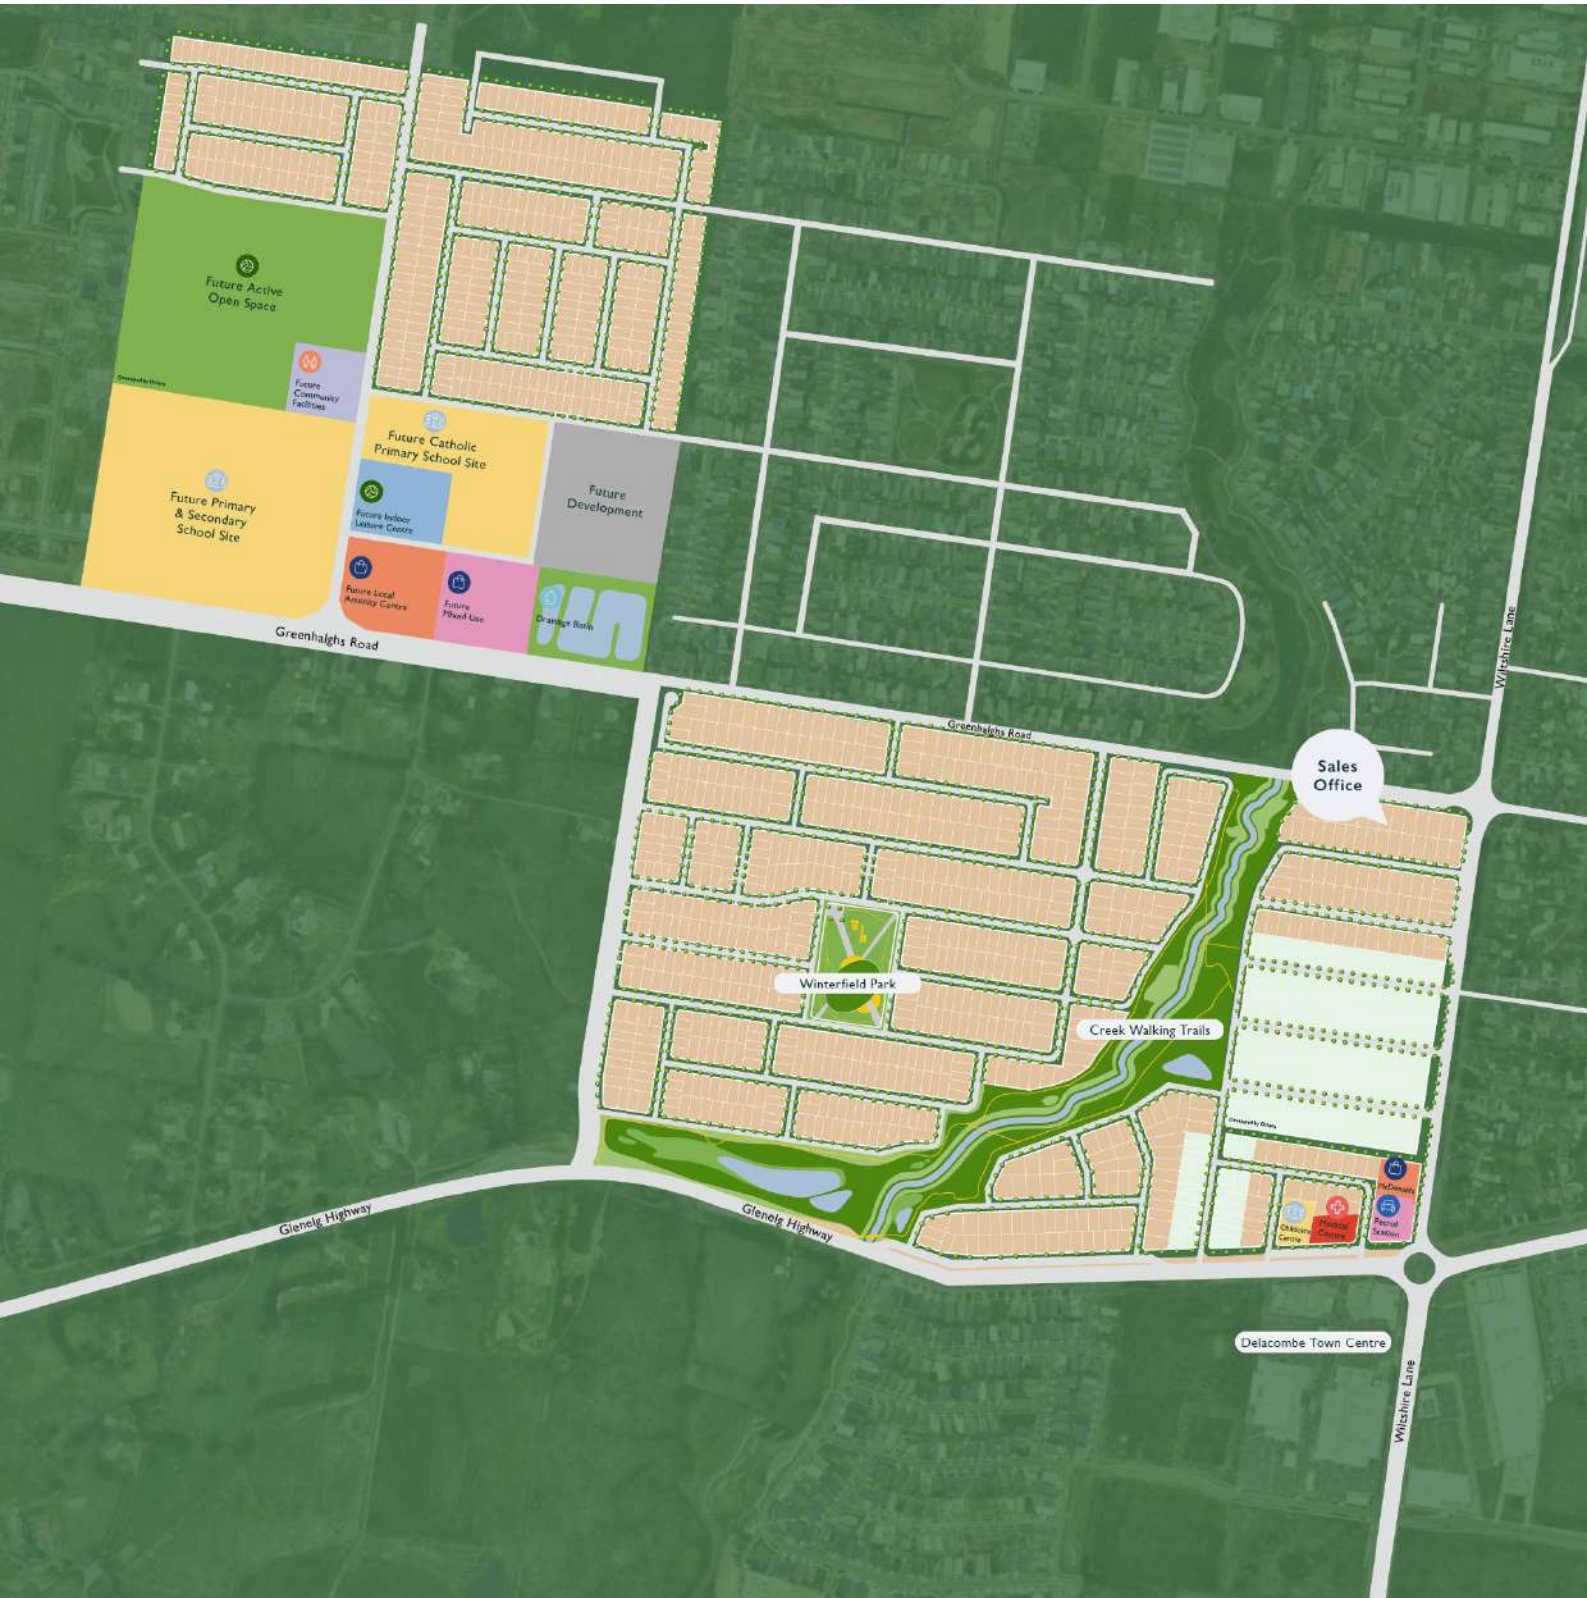 Future Active
Open Space
Future
Community
Facilities
Future Catholic
Primary School Site
Future Primary
& Secondary
School Site
Future Indoor
Leisure Centre
Future
Development
Future Local
Amenity Centre
Future
Mixed Use
Drainage Basin
Greenhalghs Road
Greenhalghs Road
Wiltshire Lane
Sales
Office
Winterfield Park
Creek Walking Trails
McDonalds
Childcare
Centre
Medical
Centre
Petrol
Station
Glenelg Highway
Glenelg Highway
Delacombe Town Centre
Wiltshire Lane